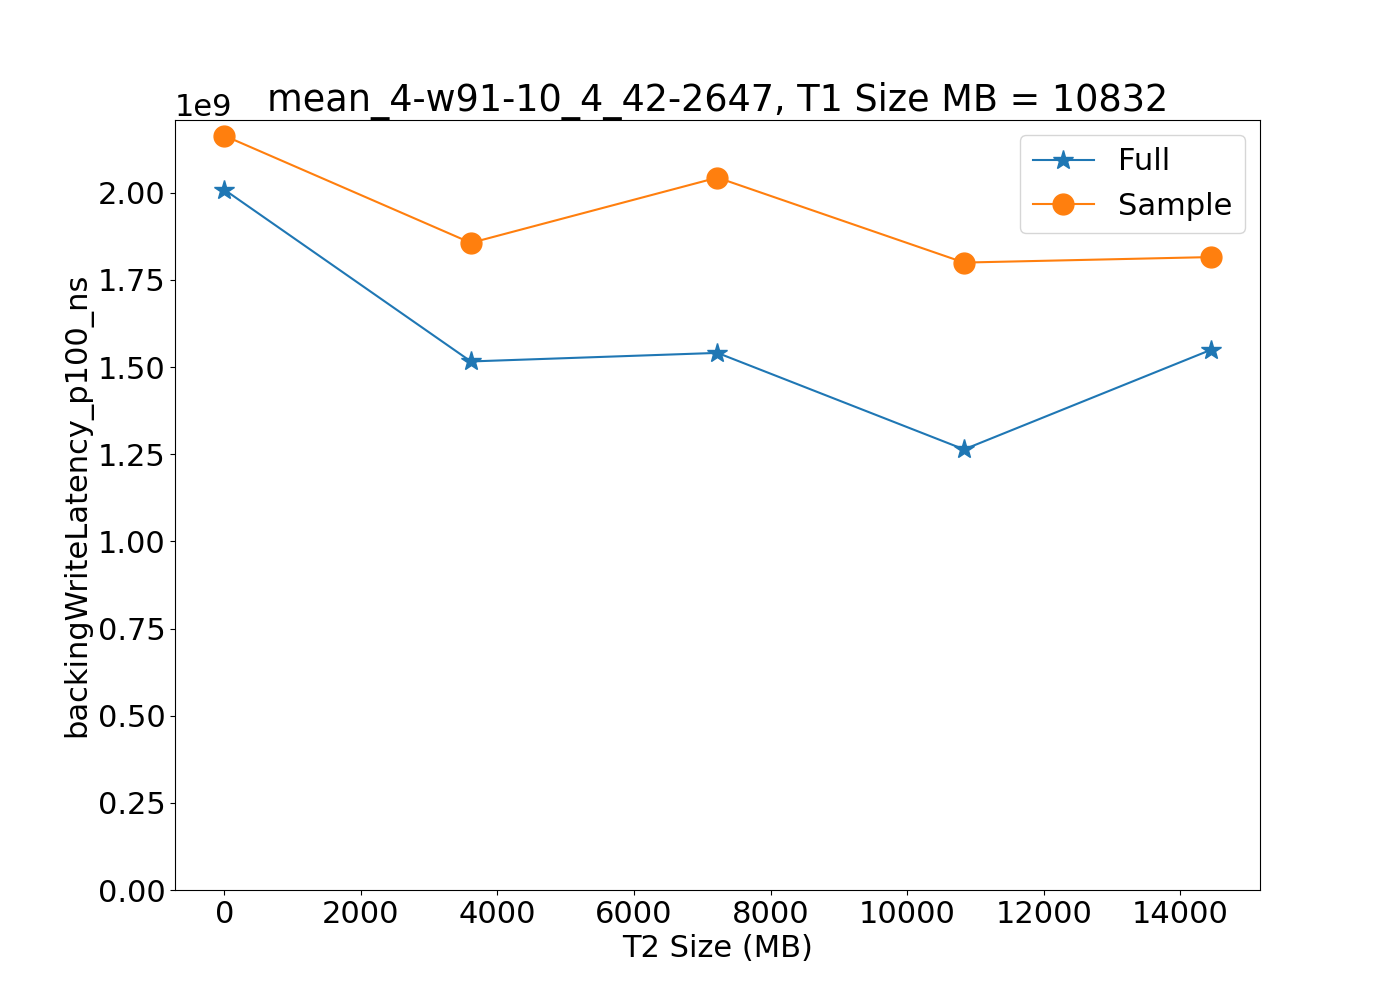 1e9
mean_4-w91-10_4_42-2647, T1 Size MB = 10832
Full
Sample
2.00
1.75
1.50
1.25
1.00
0.75
0.50
0.25
0.00
backingWriteLatency_p100_ns
0 2000 4000 6000 8000 10000 12000 14000
T2 Size (MB)